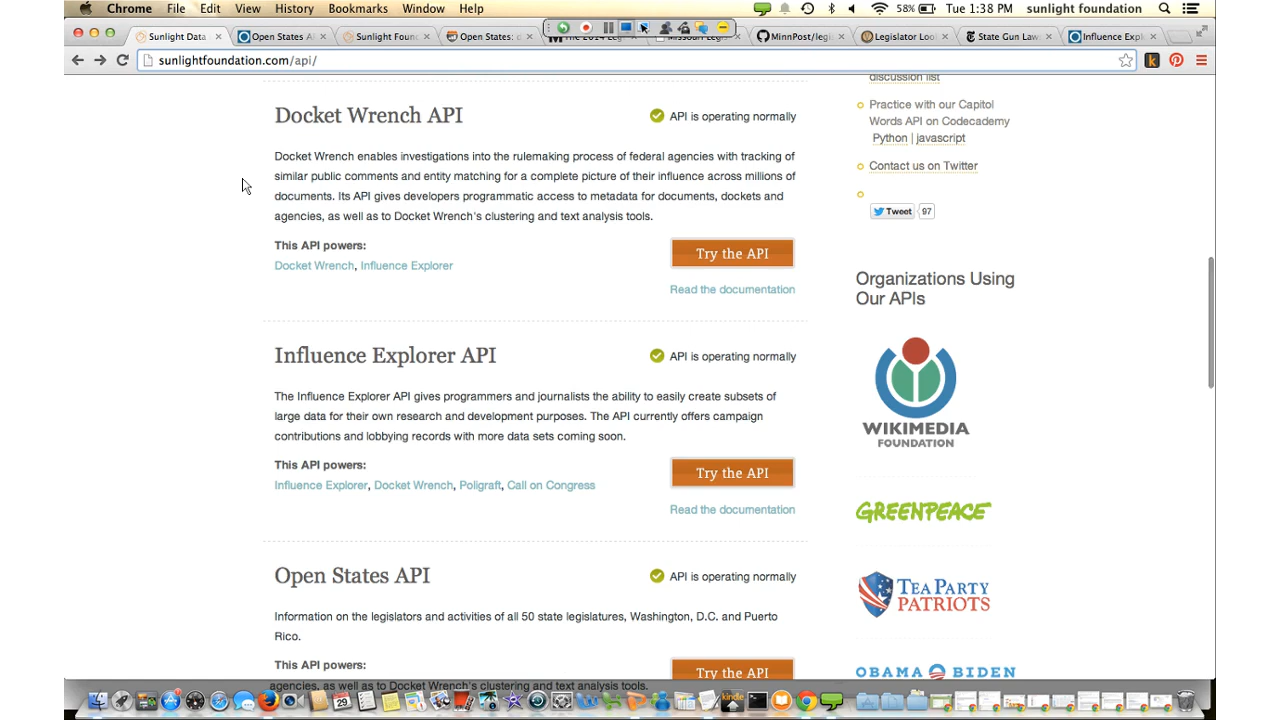 Chrome File Edit View History Bookmarks Window Help 58% Tue 1:38 PM sunlight foundation
Sunlight Data Open States A Sunlight Foun Open States: d MinnPost/legi Legislator Loo State Gun Law Influence Expl
sunlightfoundation.com/api/
discussion list
Docket Wrench API
API is operating normally
Docket Wrench enables investigations into the rulemaking process of federal agencies with tracking of
similar public comments and entity matching for a complete picture of their influence across millions of
documents. Its API gives developers programmatic access to metadata for documents, dockets and
agencies, as well as to Docket Wrench's clustering and text analysis tools.
This API powers:
Docket Wrench, Influence Explorer
Try the API
Read the documentation
Influence Explorer API
API is operating normally
The Influence Explorer API gives programmers and journalists the ability to easily create subsets of
large data for their own research and development purposes. The API currently offers campaign
contributions and lobbying records with more data sets coming soon.
This API powers:
Influence Explorer, Docket Wrench, Poligraft, Call on Congress
Try the API
Read the documentation
Open States API
API is operating normally
Information on the legislators and activities of all 50 state legislatures, Washington, D.C. and Puerto
Rico.
This API powers:
Try the API
agencies, as well as to Docket Wrench's clustering and text analysis tools.
Practice with our Capitol
Words API on Codecademy
Python | javascript
Contact us on Twitter
Tweet 97
Organizations Using
Our APIs
WIKIMEDIA
FOUNDATION
GREENPEACE
TEA PARTY
PATRIOTS
OBAMA BIDEN
29
kindle